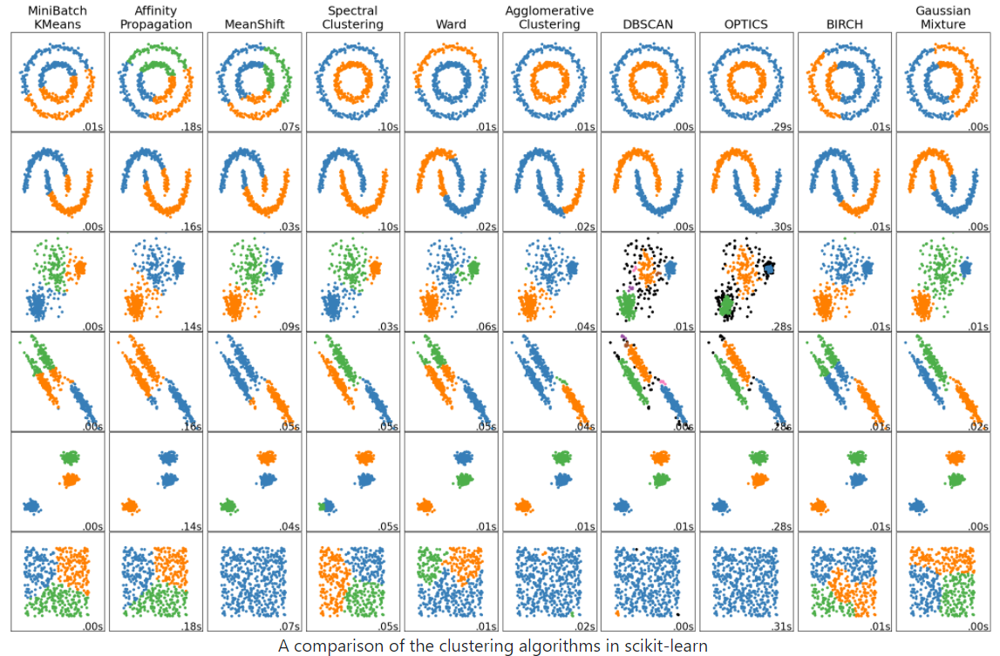 MiniBatch KMeans
Affinity Propagation
MeanShift
Spectral Clustering
Ward
Agglomerative Clustering
DBSCAN
OPTICS
BIRCH
Gaussian Mixture
.01s .18s .07s .10s .01s .01s .00s .29s .01s .00s
.00s .16s .03s .10s .02s .02s .00s .30s .01s .00s
.00s .14s .09s .03s .06s .04s .01s .28s .01s .01s
.00s .16s .05s .05s .05s .04s .00s .28s .01s .02s
.00s .14s .04s .05s .01s .01s .01s .28s .01s .00s
.00s .18s .07s .05s .01s .02s .00s .31s .01s .00s
A comparison of the clustering algorithms in scikit-learn